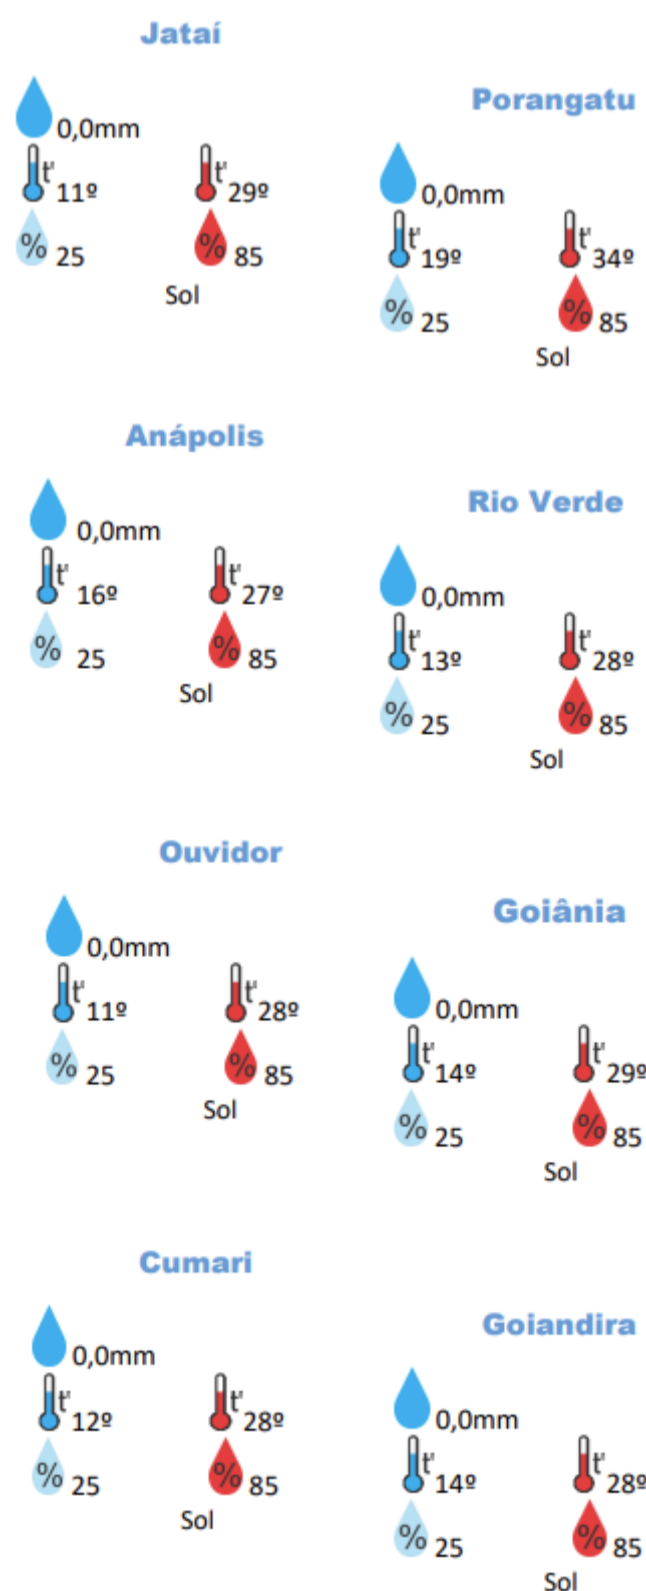 Jataí
0,0mm
t' 11º t' 29º
% 25 % 85
Sol
Porangatu
0,0mm
t' 19º t' 34º
% 25 % 85
Sol
Anápolis
0,0mm
t' 16º t' 27º
% 25 % 85
Sol
Rio Verde
0,0mm
t' 13º t' 28º
% 25 % 85
Sol
Ouvidor
0,0mm
t' 11º t' 28º
% 25 % 85
Sol
Goiânia
0,0mm
t' 14º t' 29º
% 25 % 85
Sol
Cumari
0,0mm
t' 12º t' 28º
% 25 % 85
Sol
Goiandira
0,0mm
t' 14º t' 28º
% 25 % 85
Sol